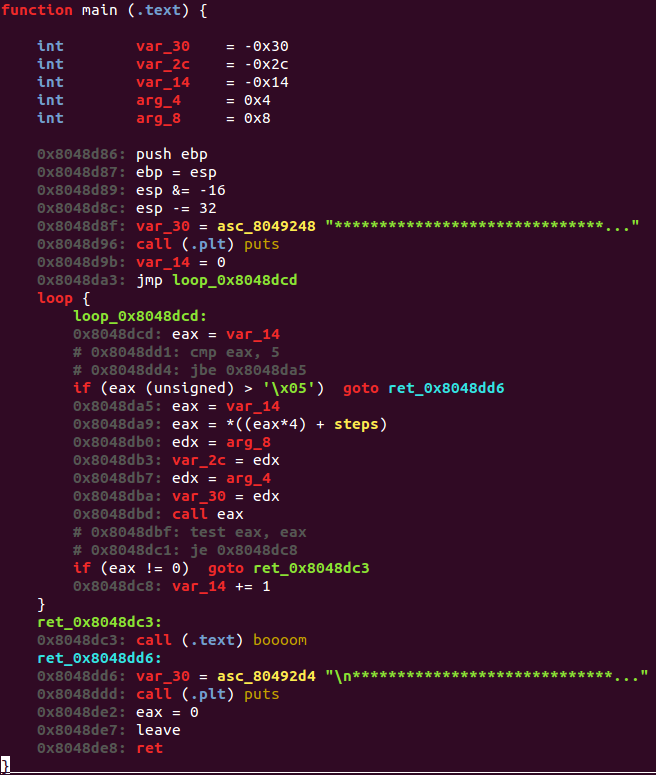 function main (.text) {
int var_30 = -0x30
int var_2c = -0x2c
int var_14 = -0x14
int arg_4 = 0x4
int arg_8 = 0x8
0x8048d86: push ebp
0x8048d87: ebp = esp
0x8048d89: esp &= -16
0x8048d8c: esp -= 32
0x8048d8f: var_30 = asc_8049248 "******************************..."
0x8048d96: call (.plt) puts
0x8048d9b: var_14 = 0
0x8048da3: jmp loop_0x8048dcd
loop {
loop_0x8048dcd:
0x8048dcd: eax = var_14
# 0x8048dd1: cmp eax, 5
# 0x8048dd4: jbe 0x8048da5
if (eax (unsigned) > '\x05') goto ret_0x8048dd6
0x8048da5: eax = var_14
0x8048da9: eax = *((eax*4) + steps)
0x8048db0: edx = arg_8
0x8048db3: var_2c = edx
0x8048db7: edx = arg_4
0x8048dba: var_30 = edx
0x8048dbd: call eax
# 0x8048dbf: test eax, eax
# 0x8048dc1: je 0x8048dc8
if (eax != 0) goto ret_0x8048dc3
0x8048dc8: var_14 += 1
}
ret_0x8048dc3:
0x8048dc3: call (.text) boooom
ret_0x8048dd6:
0x8048dd6: var_30 = asc_80492d4 "\n*****************************..."
0x8048ddd: call (.plt) puts
0x8048de2: eax = 0
0x8048de7: leave
0x8048de8: ret
}